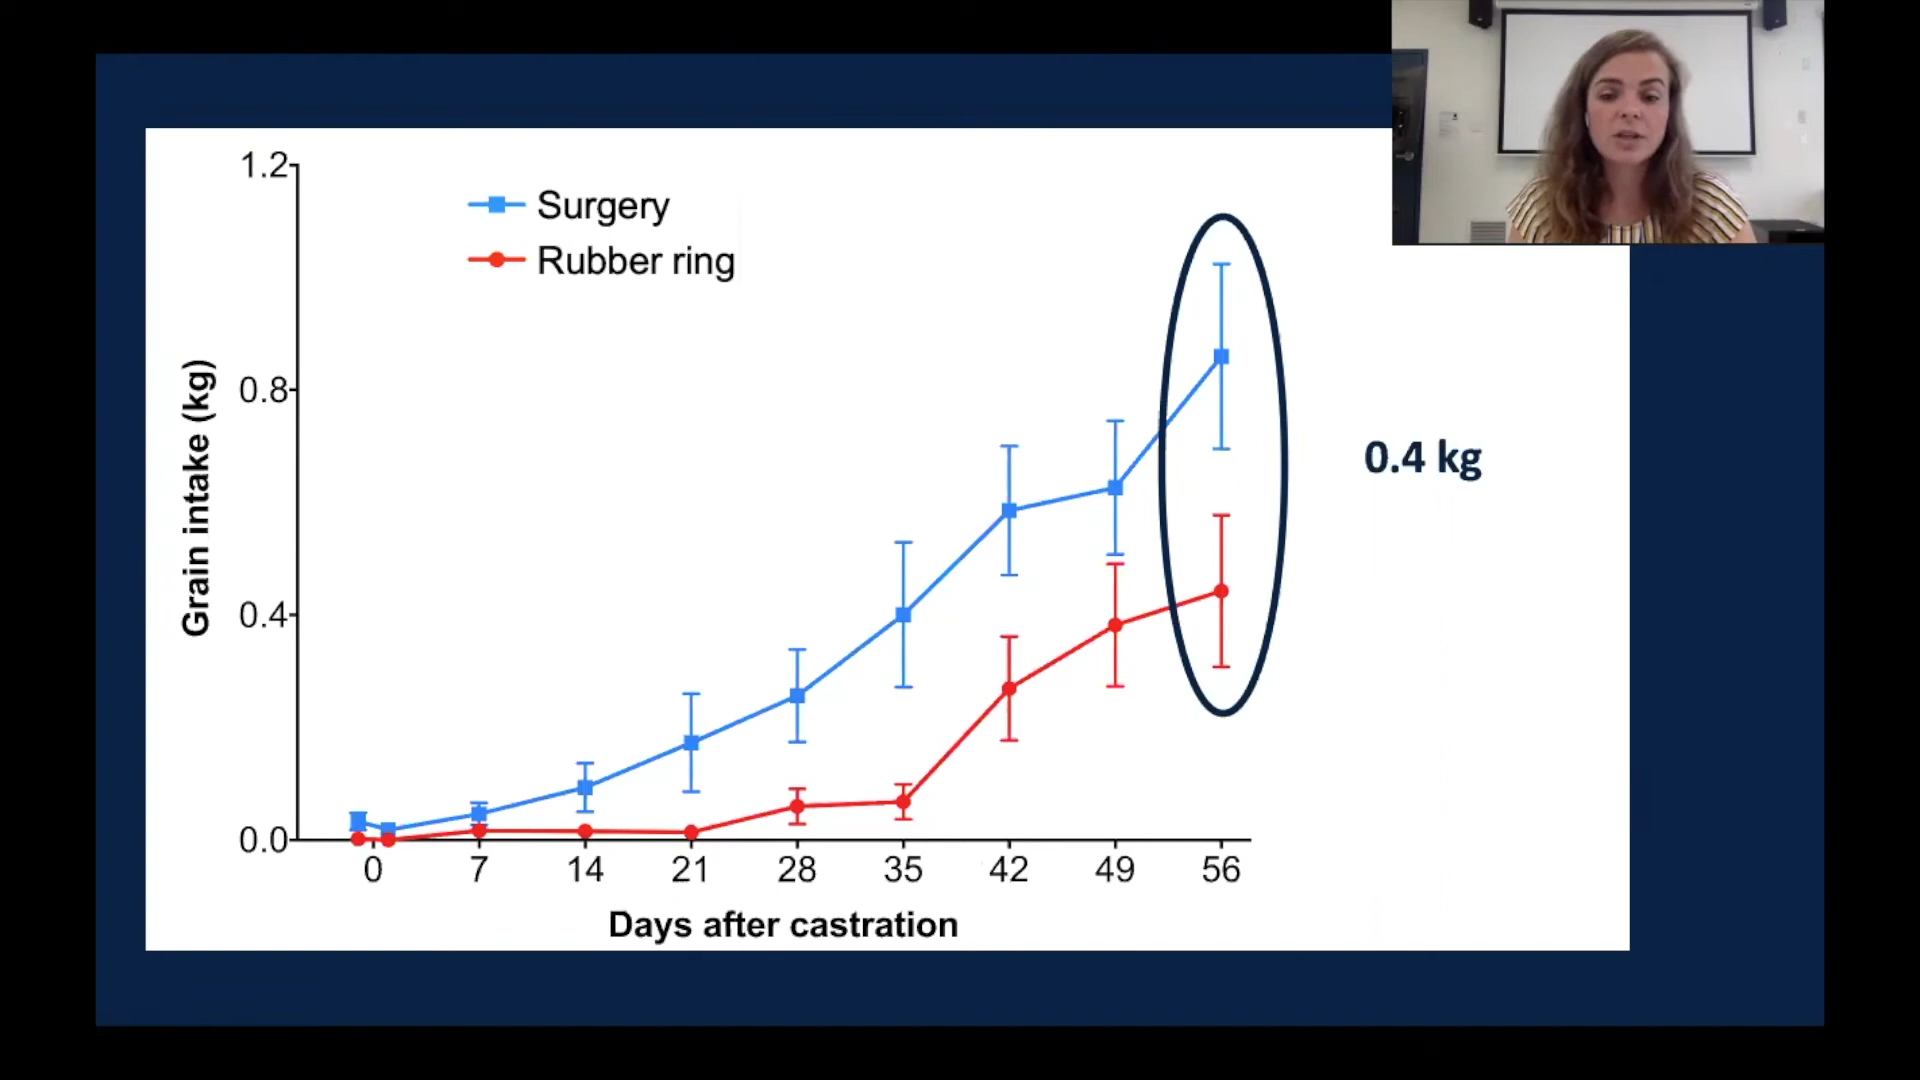 1.2
Surgery
Rubber ring
0.8
Grain intake (kg)
0.4 kg
0.4
0.0
0 7 14 21 28 35 42 49 56
Days after castration